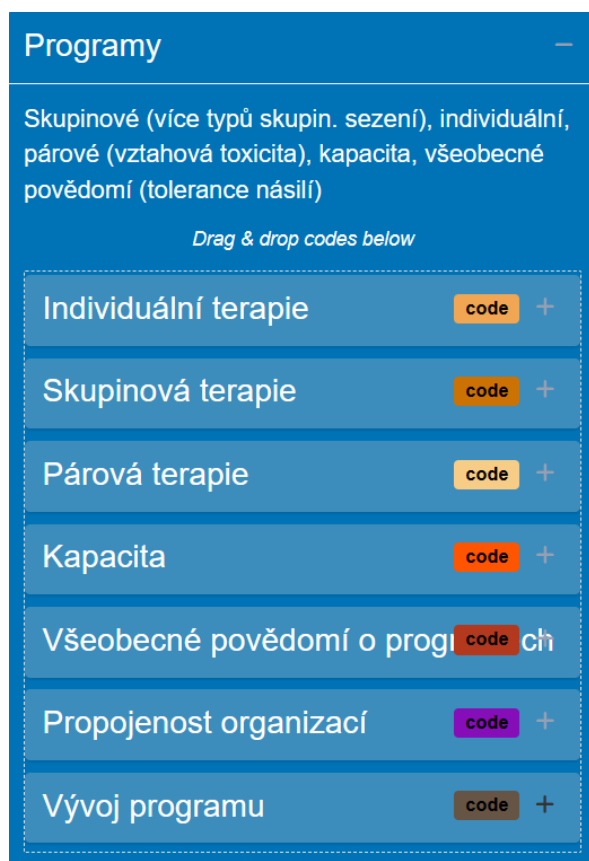 Programy
Skupinové (více typů skupin. sezení), individuální,
párové (vztahová toxicita), kapacita, všeobecné
povědomí (tolerance násilí)
Drag & drop codes below
Individuální terapie code
Skupinová terapie code
Párová terapie code
Kapacita code
Všeobecné povědomí o prog code ch
Propojenost organizací code
Vývoj programu code